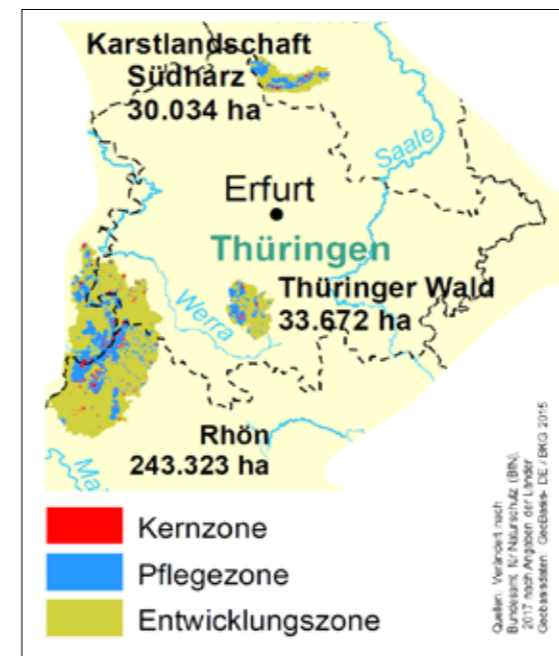 Karstlandschaft
Südharz
30.034 ha
Saale
Erfurt
Thüringen
Thüringer Wald
33.672 ha
Werra
Rhön
243.323 ha
Mai
Kernzone
Pflegezone
Entwicklungszone
Quellen: Verändert nach
Bundesamt für Naturschutz (BfN),
2017 nach Angaben der Länder
Geobasisdaten: GeoBasis- DE / BKG 2015